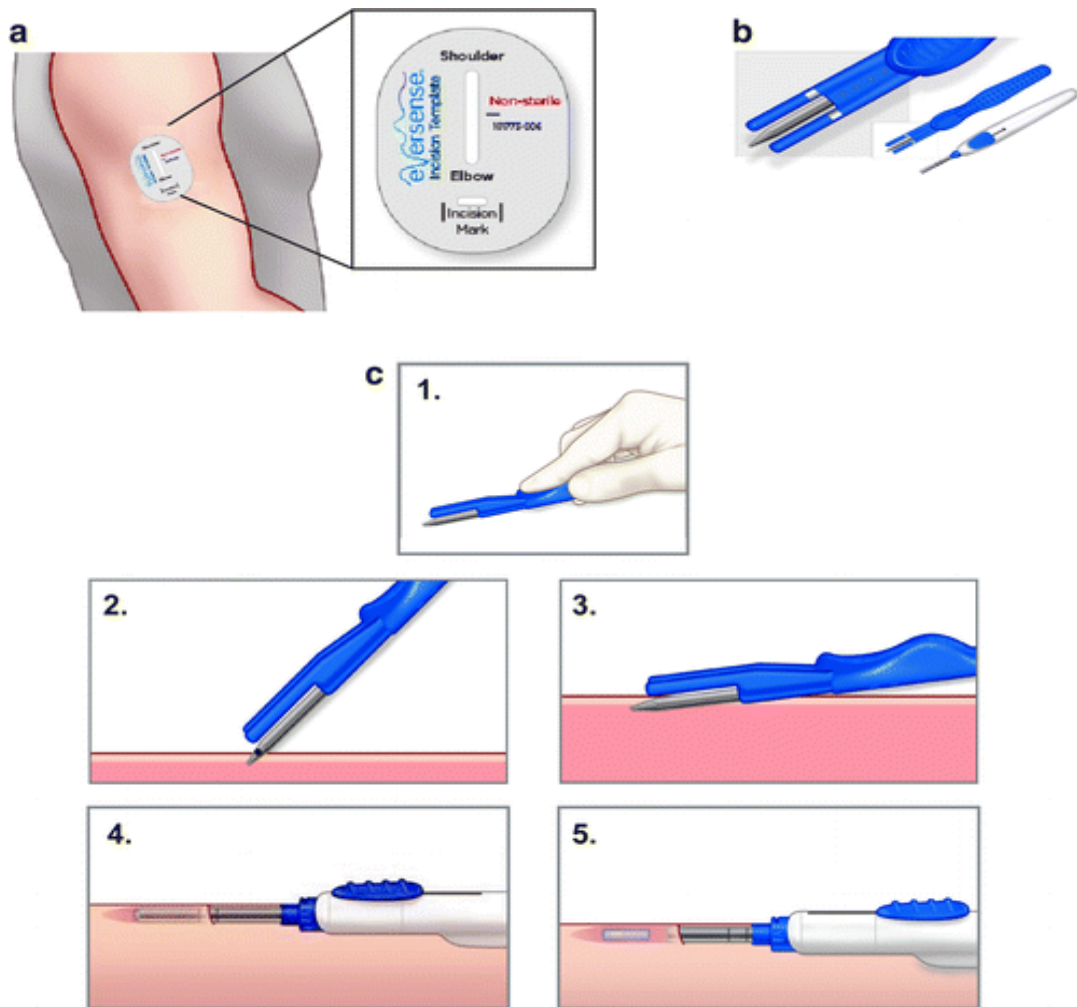 a
Shoulder
eversense®
Incision Template
Non-sterile
Elbow
Incision
Mark
b
c
1.
2.
3.
4.
5.